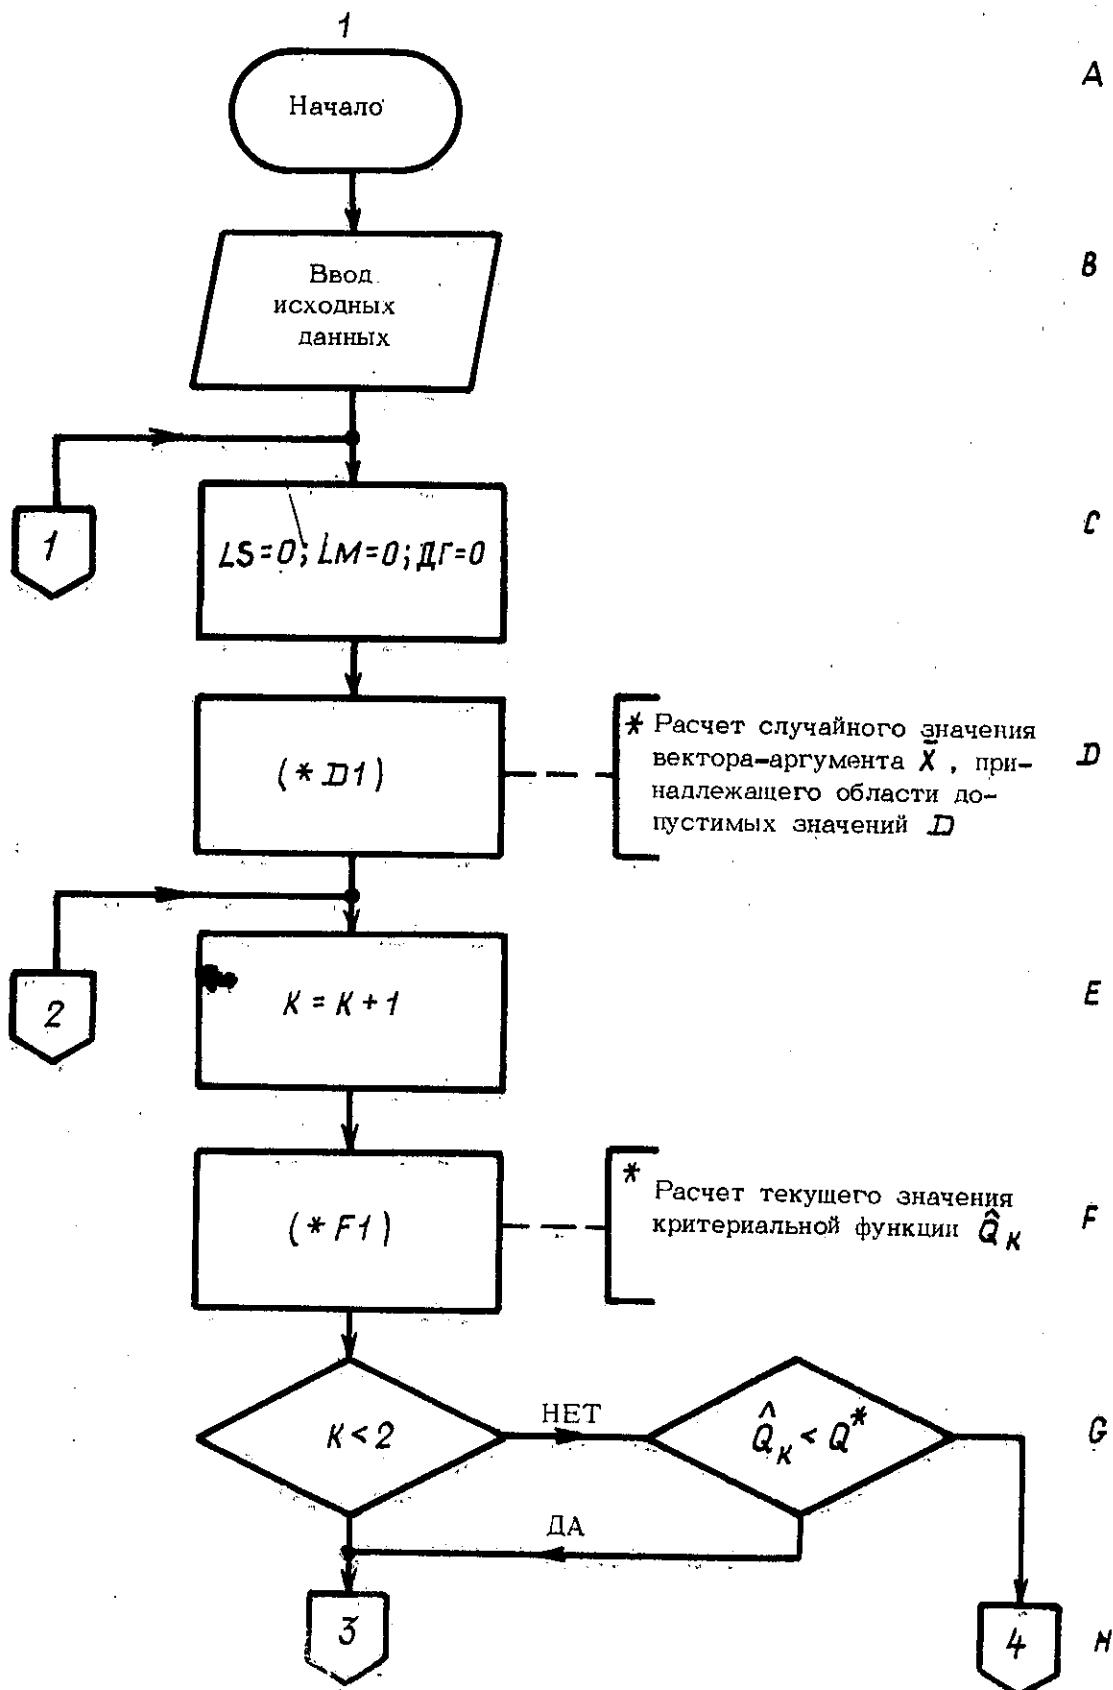 1
A
Начало
B
Ввод
исходных
данных
1
C
LS=0; LM=0; ДГ=0
D
(*D1)
* Расчет случайного значения
вектора-аргумента X̄, при-
надлежащего области до-
пустимых значений D
2
E
K = K + 1
F
(*F1)
* Расчет текущего значения
критериальной функции Q̂K
G
K < 2
НЕТ
Q̂K < Q*
ДА
3
4
H